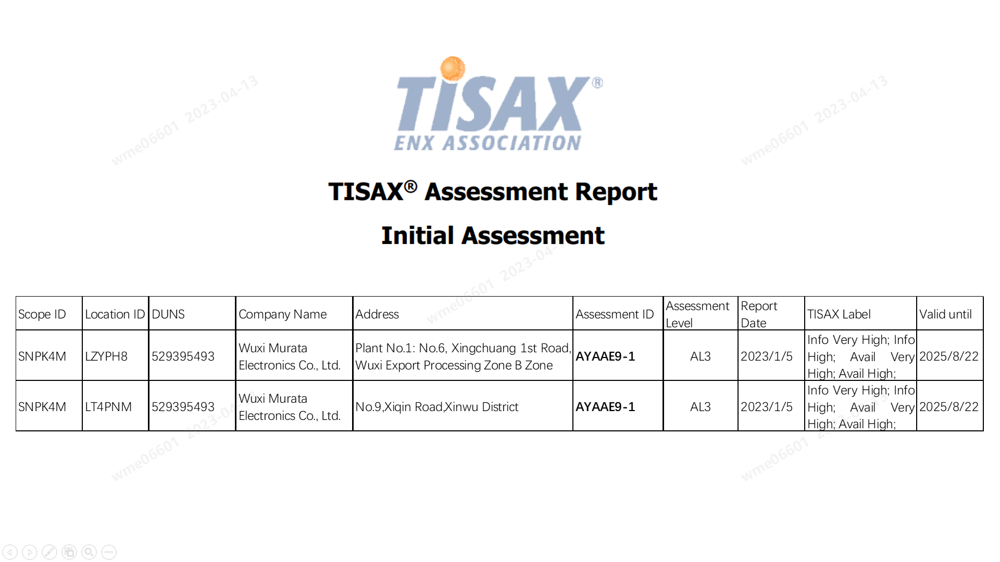 TISAX®
ENX ASSOCIATION
wme06601 2023-04-13
wme06601 2023-04-13
TISAX® Assessment Report
Initial Assessment
wme06601 2023-04-
Scope ID
Location ID
DUNS
Company Name
Address
Assessment ID
Assessment
Level
Report
Date
TISAX Label
Valid until
SNPK4M
LZYPH8
529395493
Wuxi Murata
Electronics Co., Ltd.
Plant No.1: No.6, Xingchuang 1st Road,
Wuxi Export Processing Zone B Zone
AYAAE9-1
AL3
2023/1/5
Info Very High; Info
High; Avail Very
High; Avail High;
2025/8/22
SNPK4M
LT4PNM
529395493
Wuxi Murata
Electronics Co., Ltd.
No.9,Xiqin Road,Xinwu District
AYAAE9-1
AL3
2023/1/5
Info Very High; Info
High; Avail Very
High; Avail High;
2025/8/22
wme06601 2023-04-13
wme06601 2023-04-13